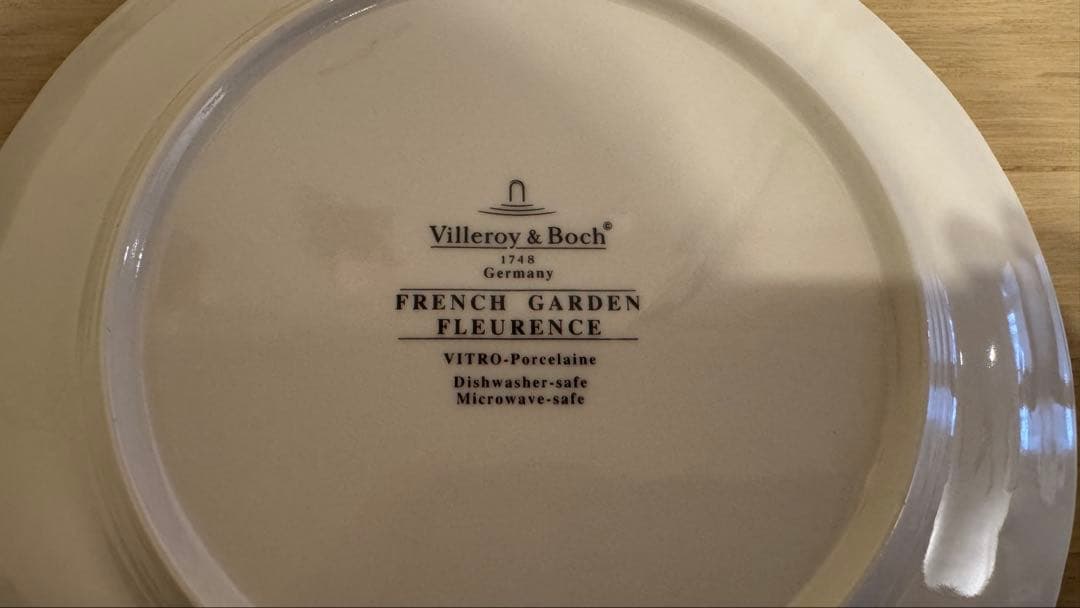 Villeroy & Boch©
1748
Germany
FRENCH GARDEN
FLEURENCE
VITRO-Porcelaine
Dishwasher-safe
Microwave-safe